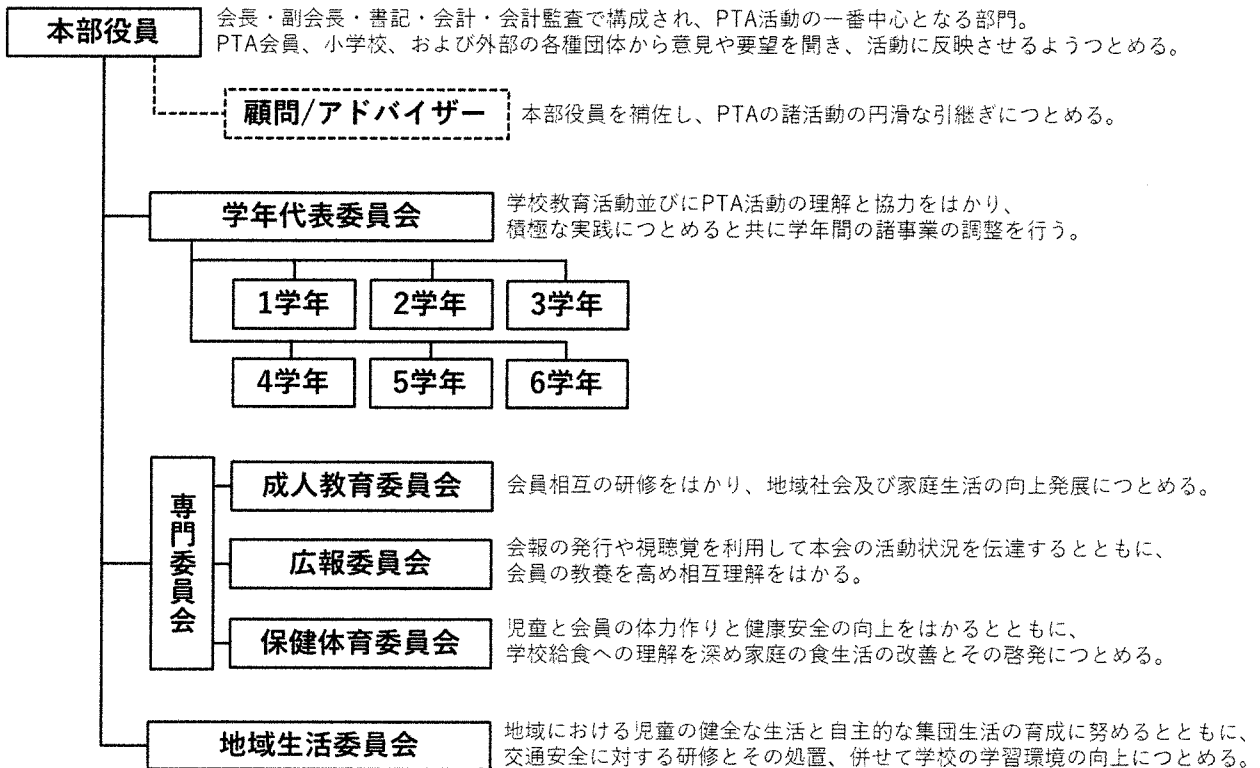 本部役員
会長・副会長・書記・会計・会計監査で構成され、PTA活動の一番中心となる部門。
PTA会員、小学校、および外部の各種団体から意見や要望を聞き、活動に反映させるようつとめる。
顧問/アドバイザー
本部役員を補佐し、PTAの諸活動の円滑な引継ぎにつとめる。
学年代表委員会
学校教育活動並びにPTA活動の理解と協力をはかり、
積極な実践につとめると共に学年間の諸事業の調整を行う。
1学年 2学年 3学年
4学年 5学年 6学年
専門委員会
成人教育委員会
会員相互の研修をはかり、地域社会及び家庭生活の向上発展につとめる。
広報委員会
会報の発行や視聴覚を利用して本会の活動状況を伝達するとともに、
会員の教養を高め相互理解をはかる。
保健体育委員会
児童と会員の体力作りと健康安全の向上をはかるとともに、
学校給食への理解を深め家庭の食生活の改善とその啓発につとめる。
地域生活委員会
地域における児童の健全な生活と自主的な集団生活の育成に努めるとともに、
交通安全に対する研修とその処置、併せて学校の学習環境の向上につとめる。